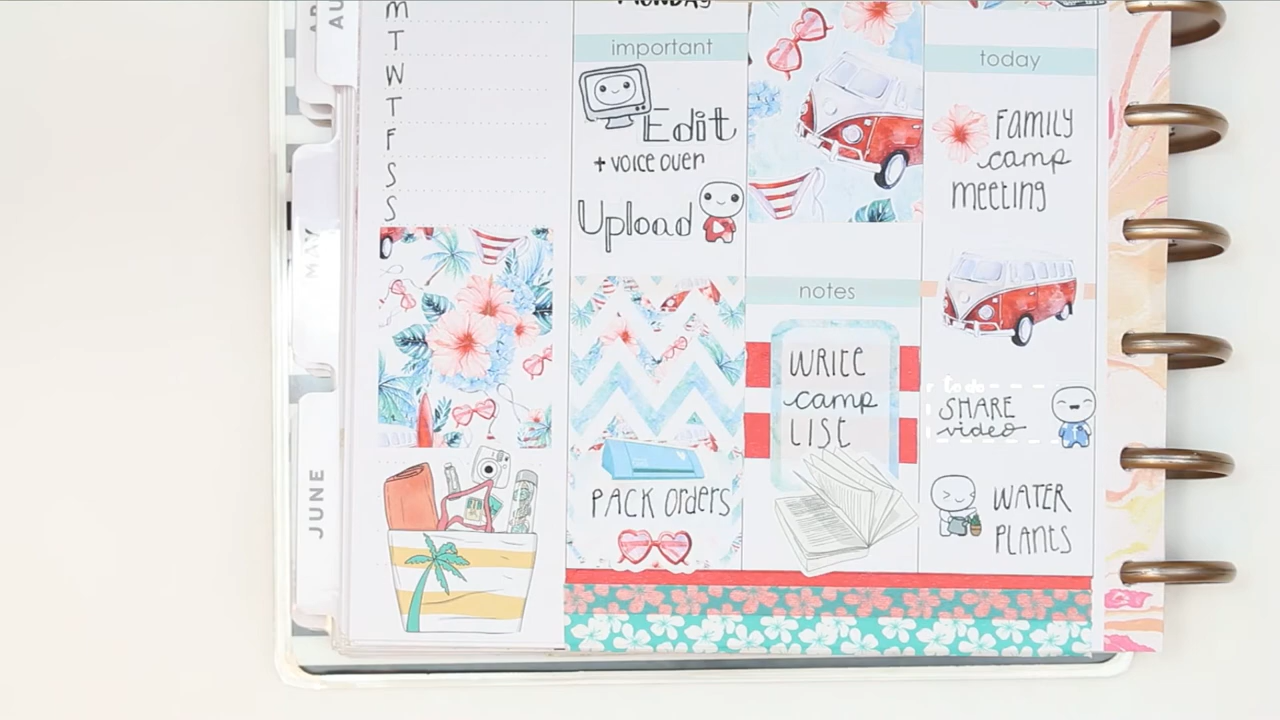 M
T
W
T
F
S
S
MAY
JUNE
MONDAY
important
Edit
+ voice over
Upload
PACK orders
notes
WRITE
camp
LIST
today
FAMILY
camp
meeting
to do
SHARE
video
WATER
PLANTS